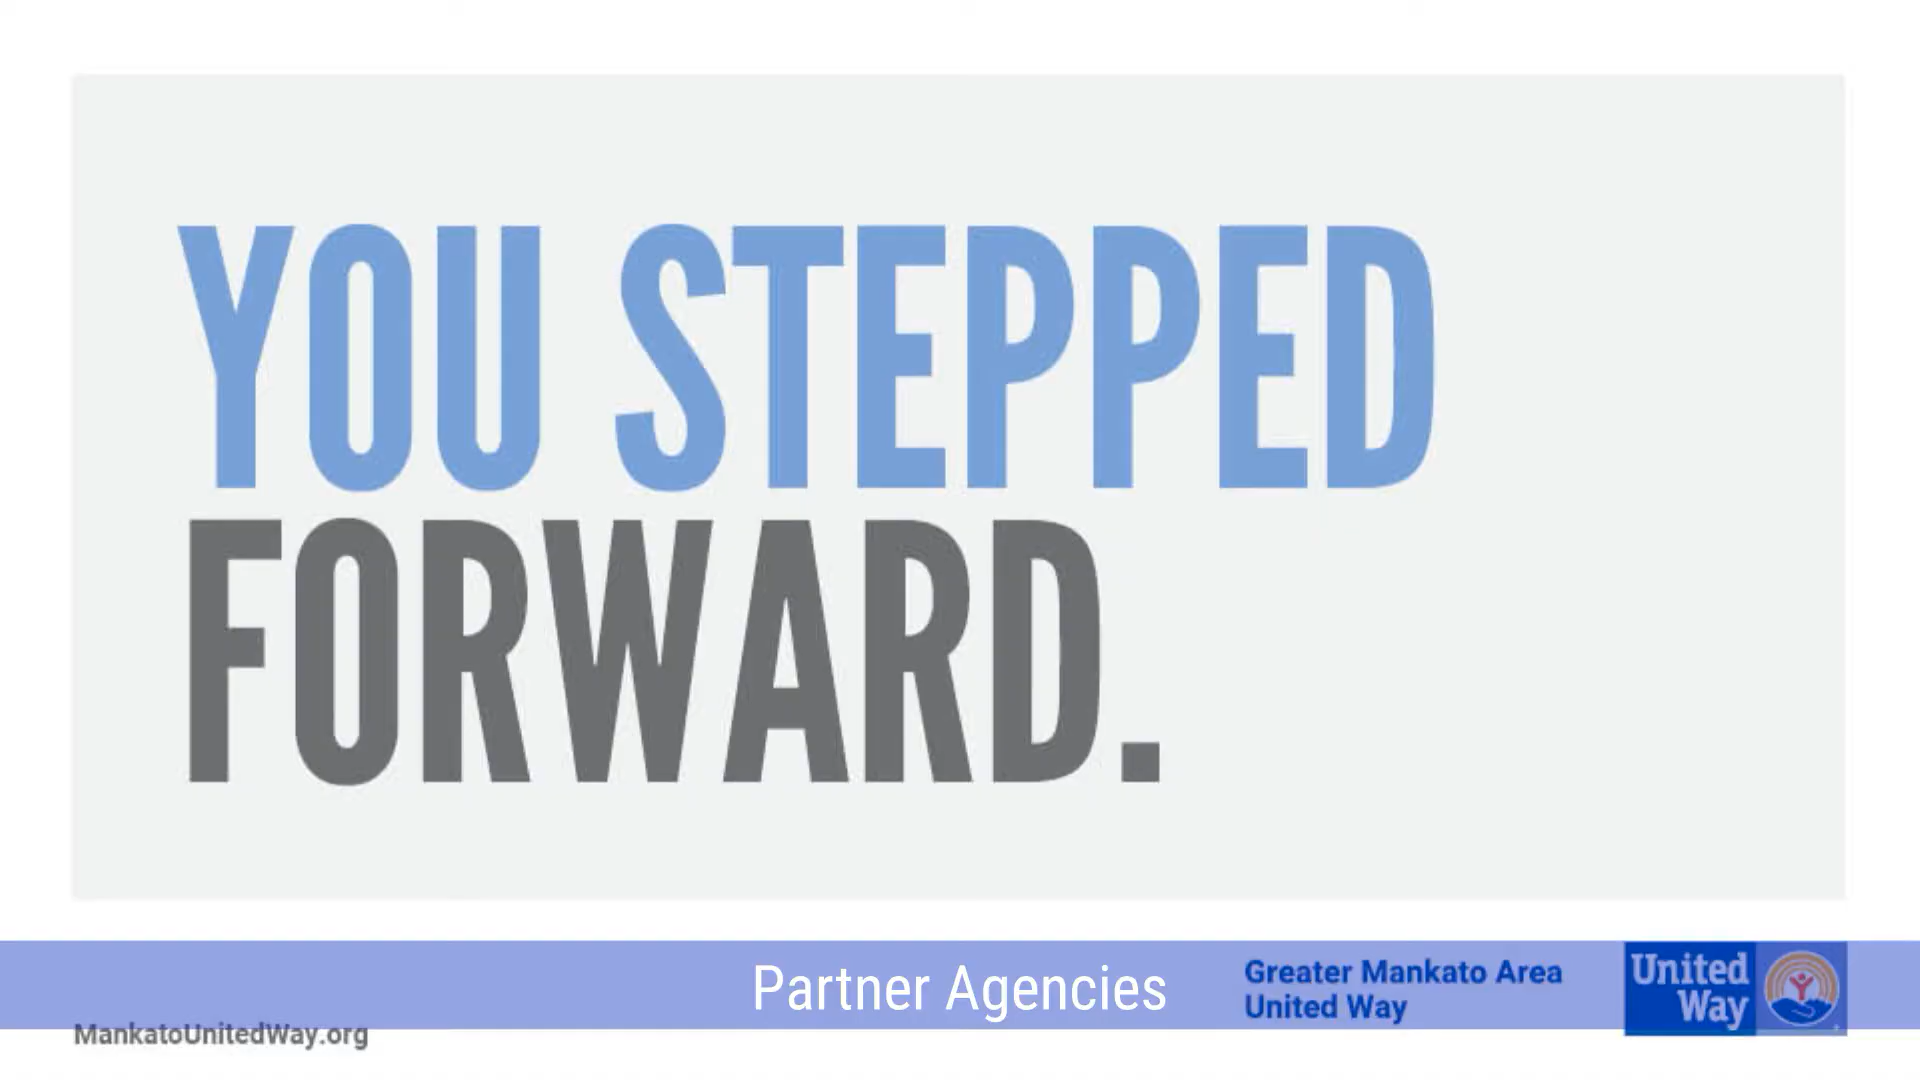 YOU STEPPED
FORWARD.
Partner Agencies
Greater Mankato Area
United Way
United
Way
MankatoUnitedWay.org